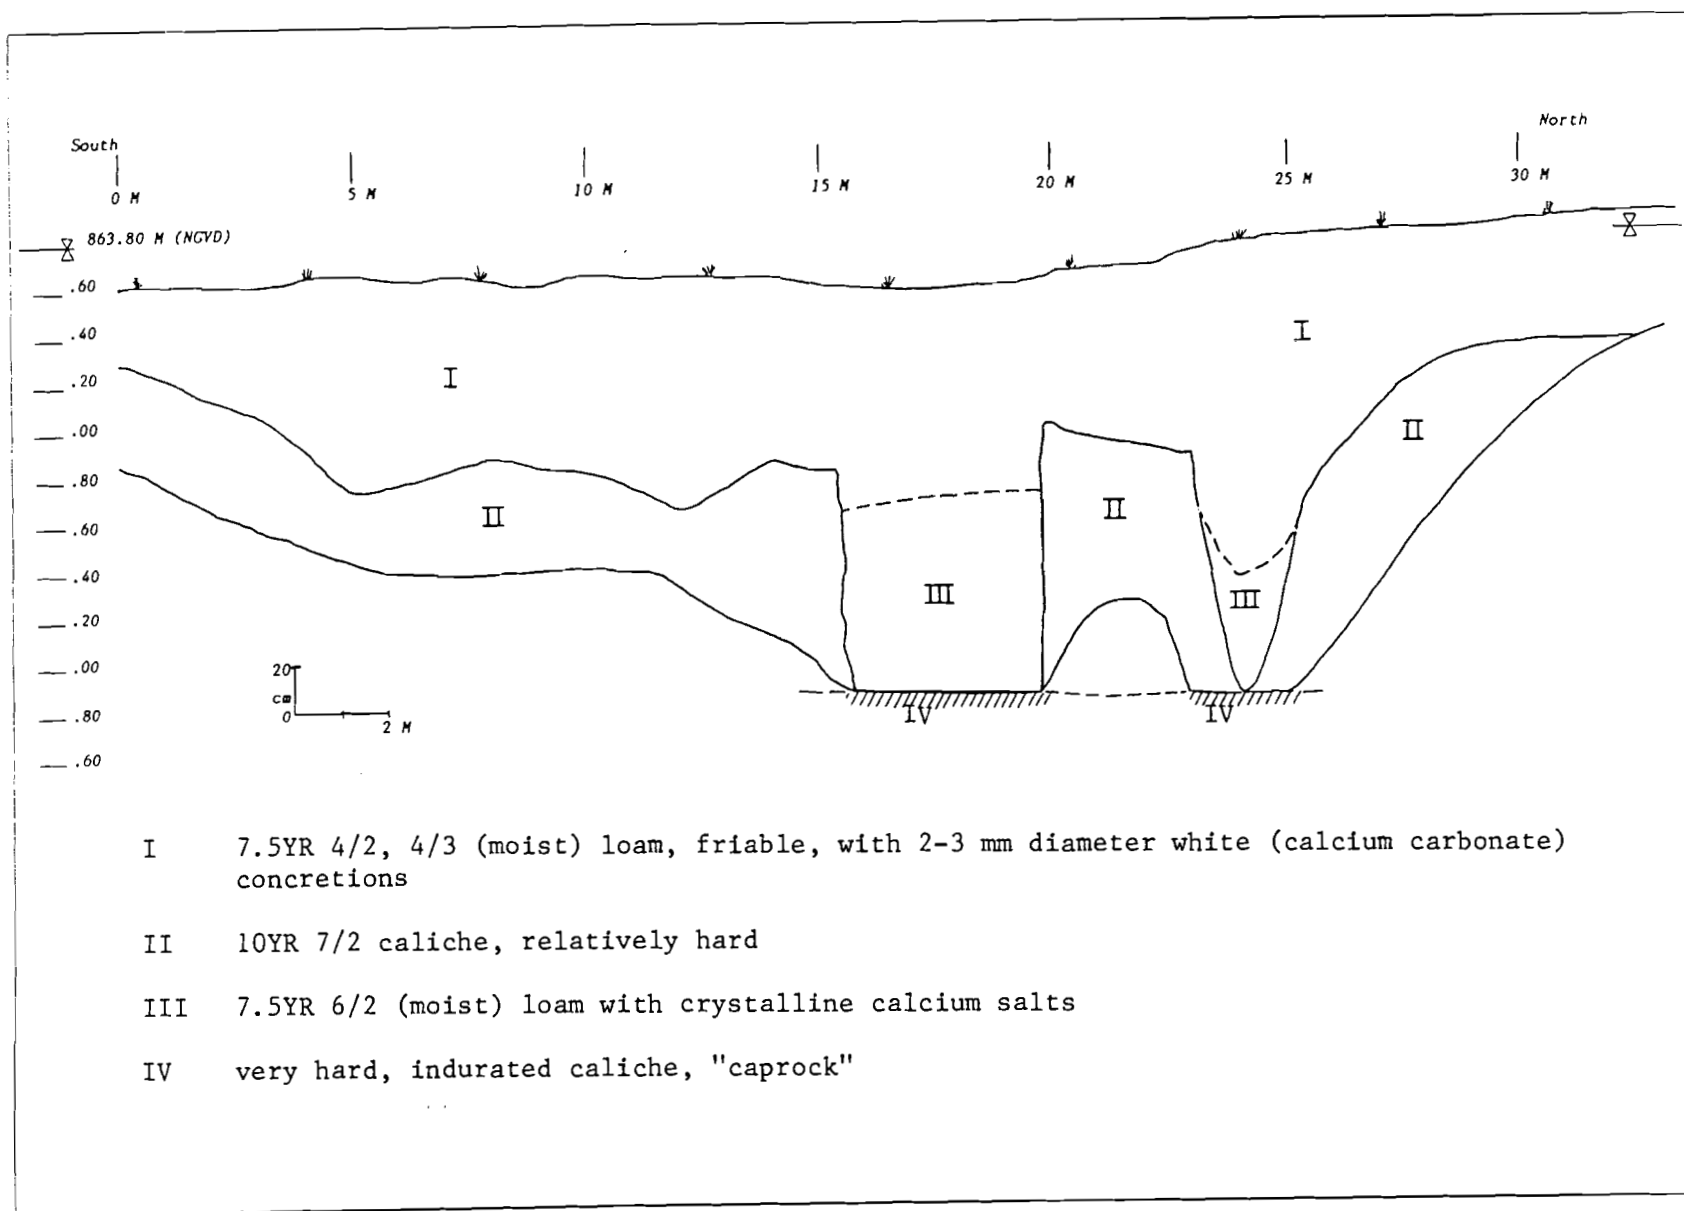 South
North
0 M
5 M
10 M
15 M
20 M
25 M
30 M
863.80 M (NGVD)
.60
.40
.20
.00
.80
.60
.40
.20
.00
.80
.60
I
I
II
II
II
III
III
IV
IV
20
cm
0
2 M
I 7.5YR 4/2, 4/3 (moist) loam, friable, with 2-3 mm diameter white (calcium carbonate)
concretions
II 10YR 7/2 caliche, relatively hard
III 7.5YR 6/2 (moist) loam with crystalline calcium salts
IV very hard, indurated caliche, "caprock"